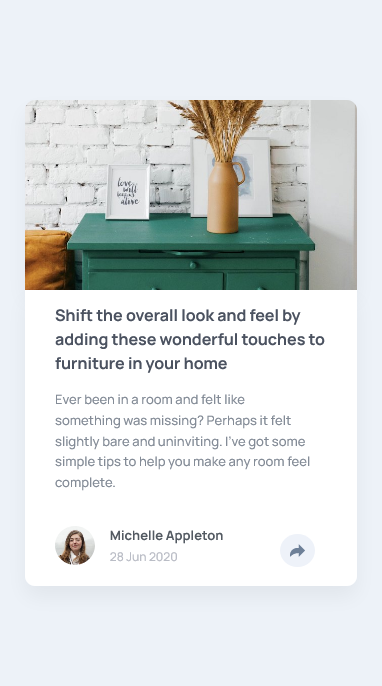 love
will
alive
Shift the overall look and feel by
adding these wonderful touches to
furniture in your home
Ever been in a room and felt like
something was missing? Perhaps it felt
slightly bare and uninviting. I've got some
simple tips to help you make any room feel
complete.
Michelle Appleton
28 Jun 2020